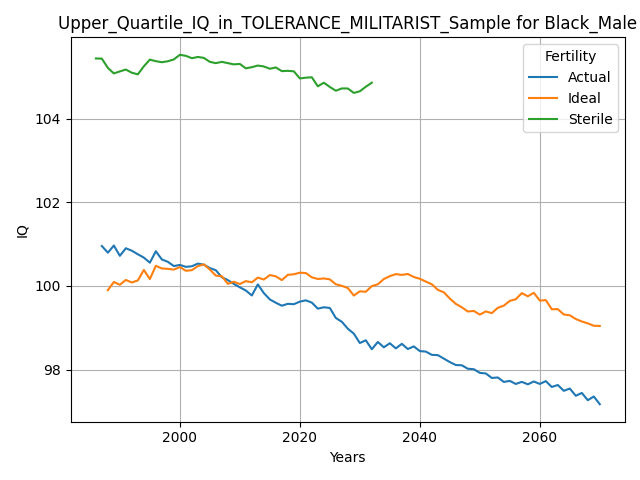 Upper_Quartile_IQ_in_TOLERANCE_MILITARIST_Sample for Black_Male
Fertility
Actual
Ideal
Sterile
104
102
100
98
IQ
2000
2020
2040
2060
Years